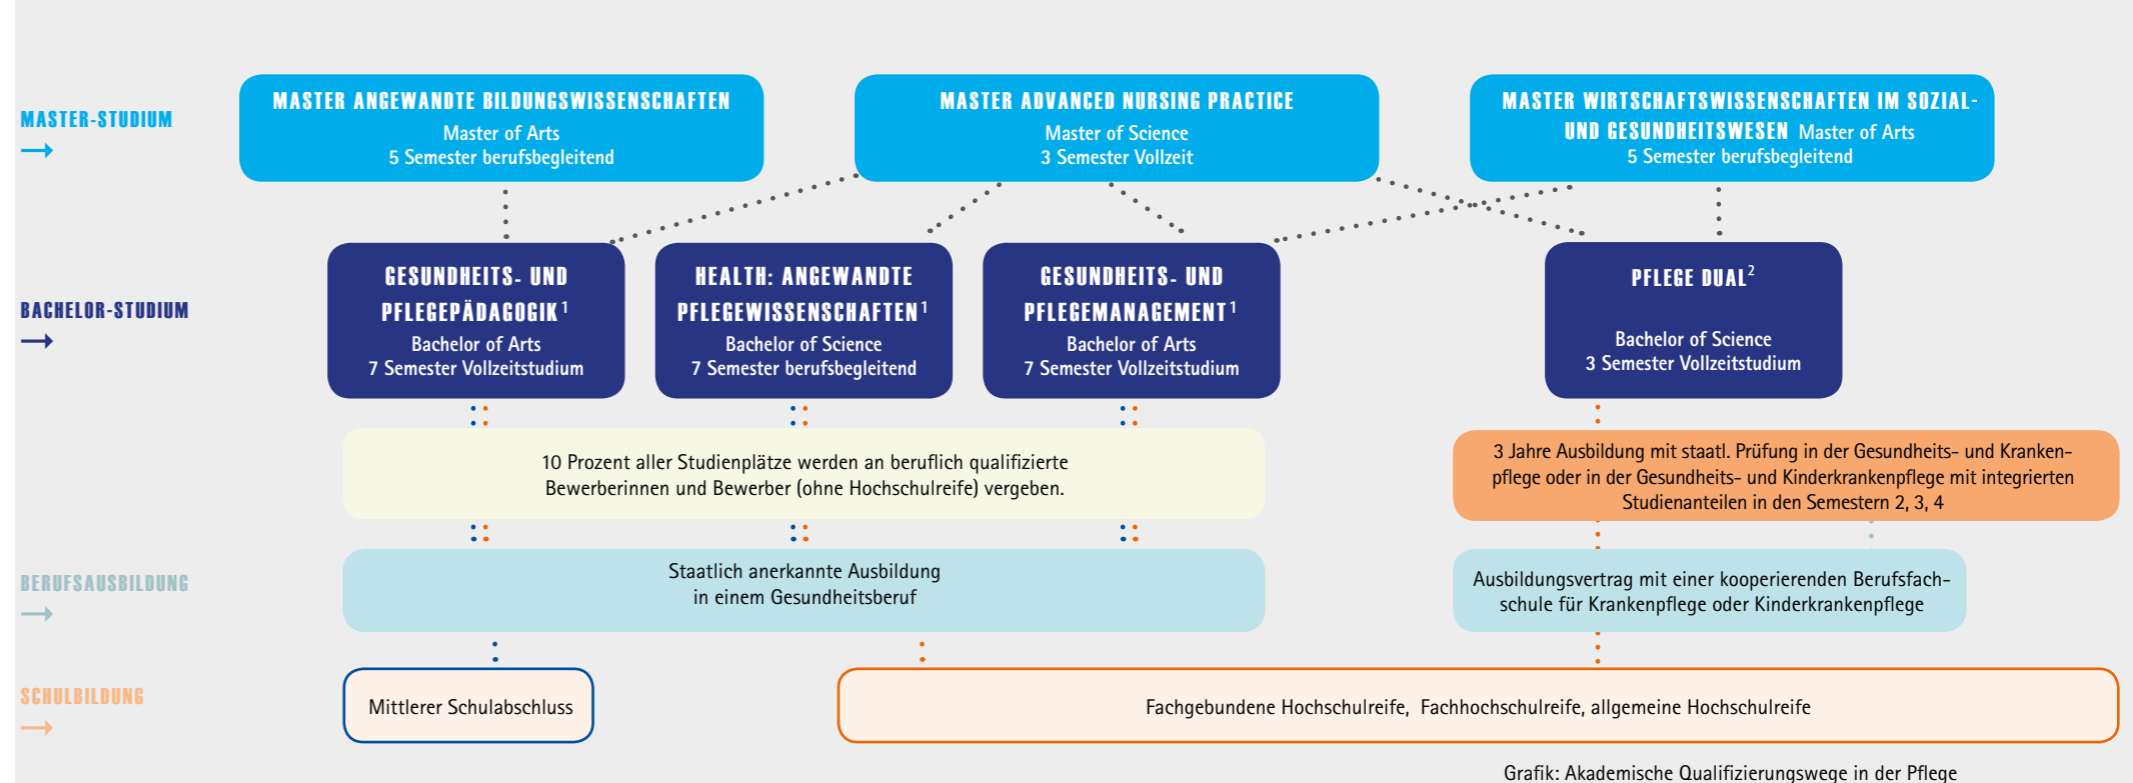 MASTER-STUDIUM
MASTER ANGEWANDTE BILDUNGSWISSENSCHAFTEN
Master of Arts
5 Semester berufsbegleitend
MASTER ADVANCED NURSING PRACTICE
Master of Science
3 Semester Vollzeit
MASTER WIRTSCHAFTSWISSENSCHAFTEN IM SOZIAL-
UND GESUNDHEITSWESEN Master of Arts
5 Semester berufsbegleitend
BACHELOR-STUDIUM
GESUNDHEITS- UND
PFLEGEPÄDAGOGIK¹
Bachelor of Arts
7 Semester Vollzeitstudium
HEALTH: ANGEWANDTE
PFLEGEWISSENSCHAFTEN¹
Bachelor of Science
7 Semester berufsbegleitend
GESUNDHEITS- UND
PFLEGEMANAGEMENT¹
Bachelor of Arts
7 Semester Vollzeitstudium
PFLEGE DUAL²
Bachelor of Science
3 Semester Vollzeitstudium
10 Prozent aller Studienplätze werden an beruflich qualifizierte
Bewerberinnen und Bewerber (ohne Hochschulreife) vergeben.
3 Jahre Ausbildung mit staatl. Prüfung in der Gesundheits- und Kranken-
pflege oder in der Gesundheits- und Kinderkrankenpflege mit integrierten
Studienanteilen in den Semestern 2, 3, 4
BERUFSAUSBILDUNG
Staatlich anerkannte Ausbildung
in einem Gesundheitsberuf
Ausbildungsvertrag mit einer kooperierenden Berufsfach-
schule für Krankenpflege oder Kinderkrankenpflege
SCHULBILDUNG
Mittlerer Schulabschluss
Fachgebundene Hochschulreife, Fachhochschulreife, allgemeine Hochschulreife
Grafik: Akademische Qualifizierungswege in der Pflege